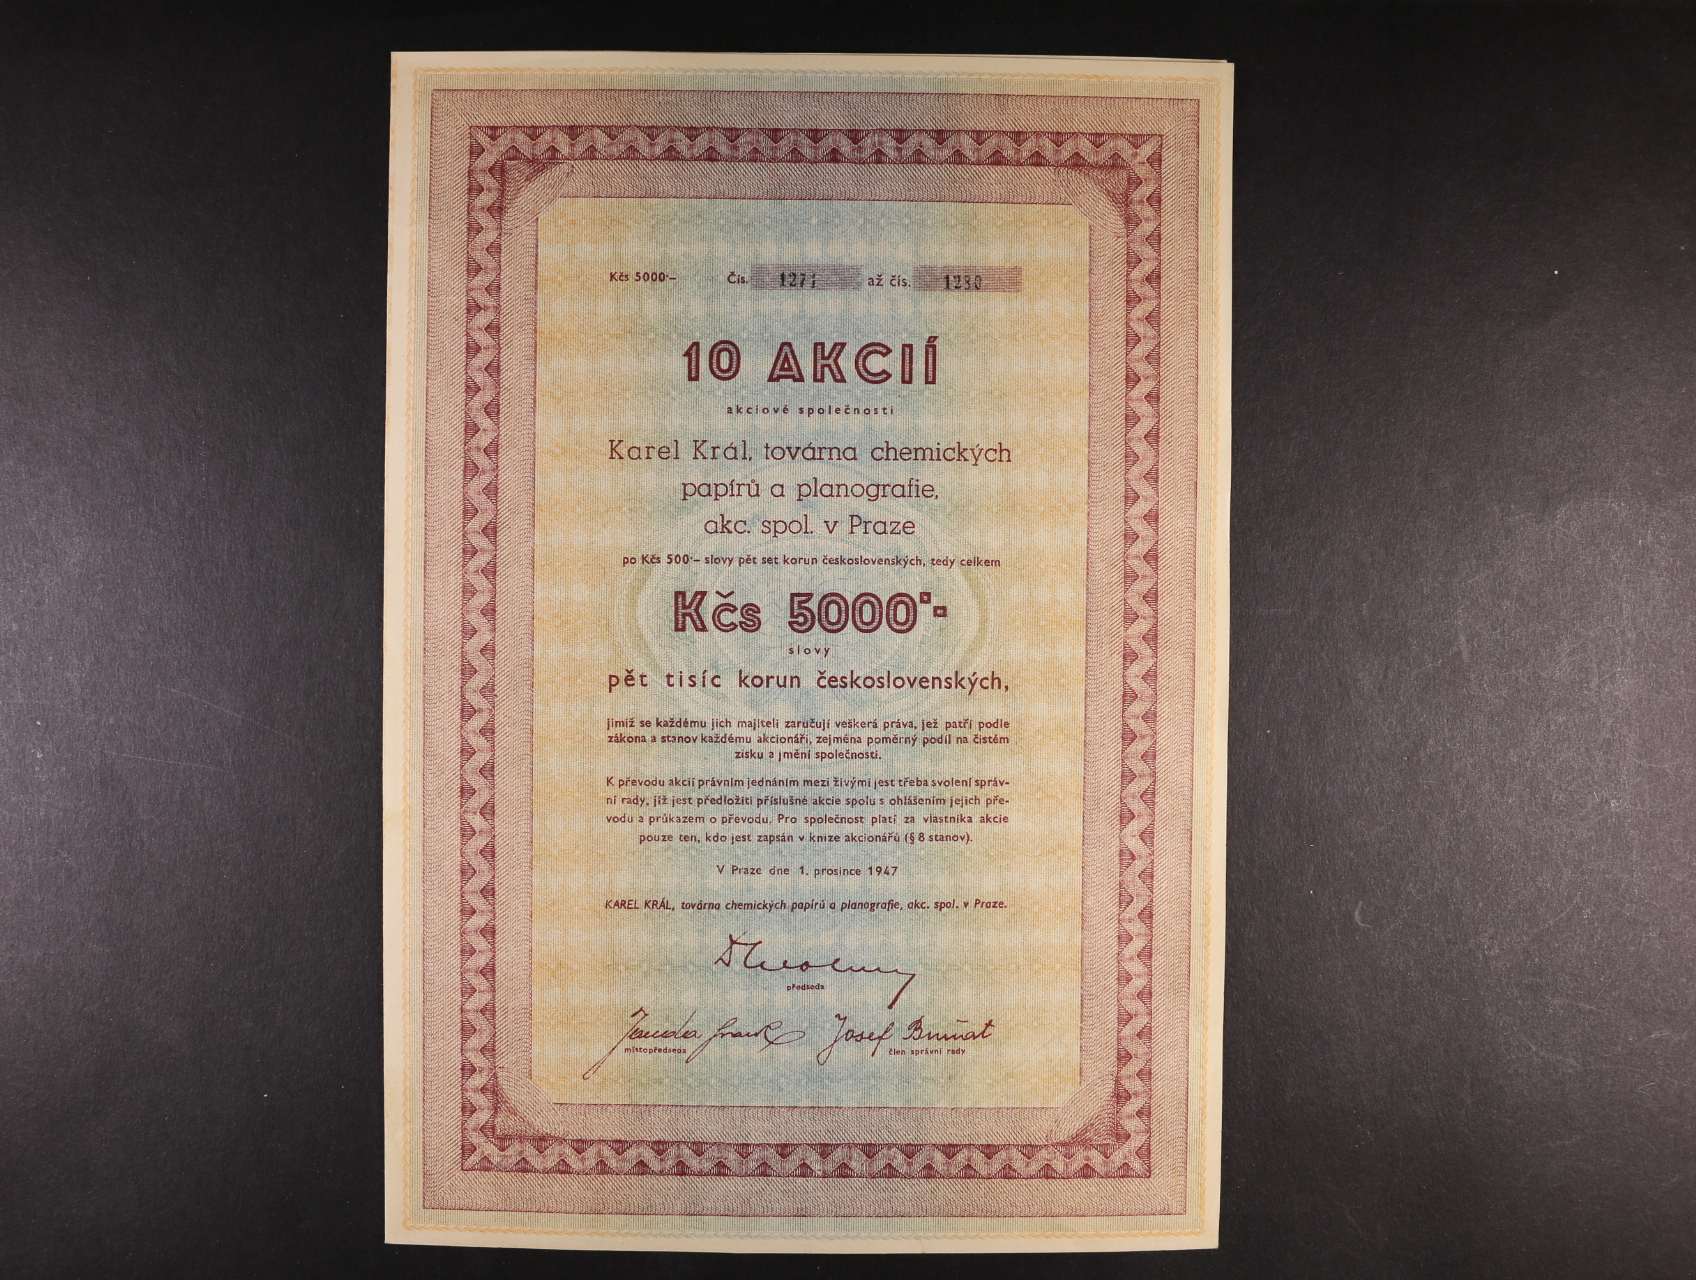 Kčs 5000·– Čís. 1271 až čís. 1280
10 AKCIÍ
akciové společnosti
Karel Král, továrna chemických
papírů a planografie,
akc. spol. v Praze
po Kčs 500·– slovy pět set korun československých, tedy celkem
Kčs 5000·-
slovy
pět tisíc korun československých,
jimiž se každému jich majiteli zaručují veškerá práva, jež patří podle
zákona a stanov každému akcionáři, zejména poměrný podíl na čistém
zisku a jmění společnosti.
K převodu akcií právním jednáním mezi živými jest třeba svolení správ-
ní rady, jíž jest předložiti příslušné akcie spolu s ohlášením jejich pře-
vodu a průkazem o převodu. Pro společnost platí za vlastníka akcie
pouze ten, kdo jest zapsán v knize akcionářů (§ 8 stanov).
V Praze dne 1. prosince 1947
KAREL KRÁL, továrna chemických papírů a planografie, akc. spol. v Praze.
předseda
Josef
místopředseda člen správní rady